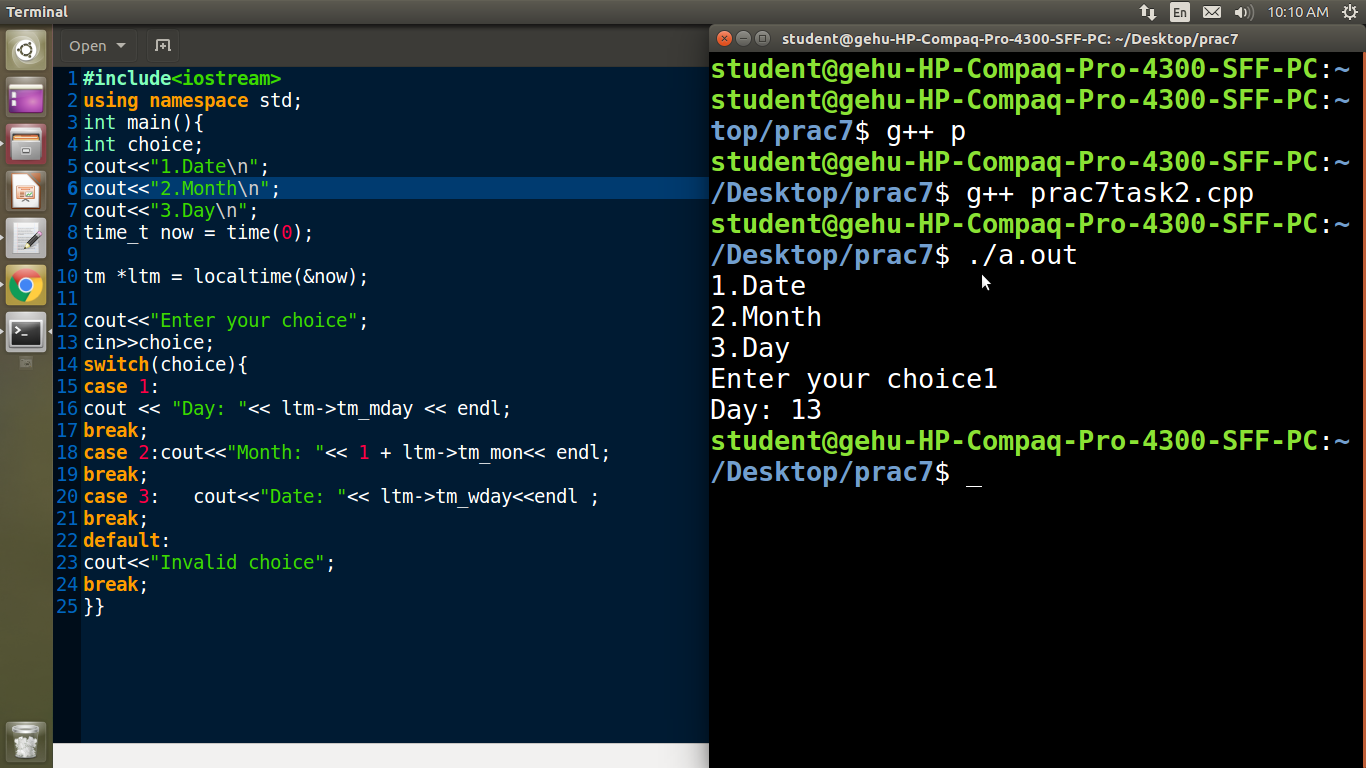 Terminal
En
10:10 AM
Open
1 #include<iostream>
2 using namespace std;
3 int main(){
4 int choice;
5 cout<<"1.Date\n";
6 cout<<"2.Month\n";
7 cout<<"3.Day\n";
8 time_t now = time(0);
9
10 tm *ltm = localtime(&now);
11
12 cout<<"Enter your choice";
13 cin>>choice;
14 switch(choice){
15 case 1:
16 cout << "Day: "<< ltm->tm_mday << endl;
17 break;
18 case 2:cout<<"Month: "<< 1 + ltm->tm_mon<< endl;
19 break;
20 case 3:   cout<<"Date: "<< ltm->tm_wday<<endl ;
21 break;
22 default:
23 cout<<"Invalid choice";
24 break;
25 }}
student@gehu-HP-Compaq-Pro-4300-SFF-PC: ~/Desktop/prac7
student@gehu-HP-Compaq-Pro-4300-SFF-PC:~
student@gehu-HP-Compaq-Pro-4300-SFF-PC:~
top/prac7$ g++ p
student@gehu-HP-Compaq-Pro-4300-SFF-PC:~
/Desktop/prac7$ g++ prac7task2.cpp
student@gehu-HP-Compaq-Pro-4300-SFF-PC:~
/Desktop/prac7$ ./a.out
1.Date
2.Month
3.Day
Enter your choice1
Day: 13
student@gehu-HP-Compaq-Pro-4300-SFF-PC:~
/Desktop/prac7$ _